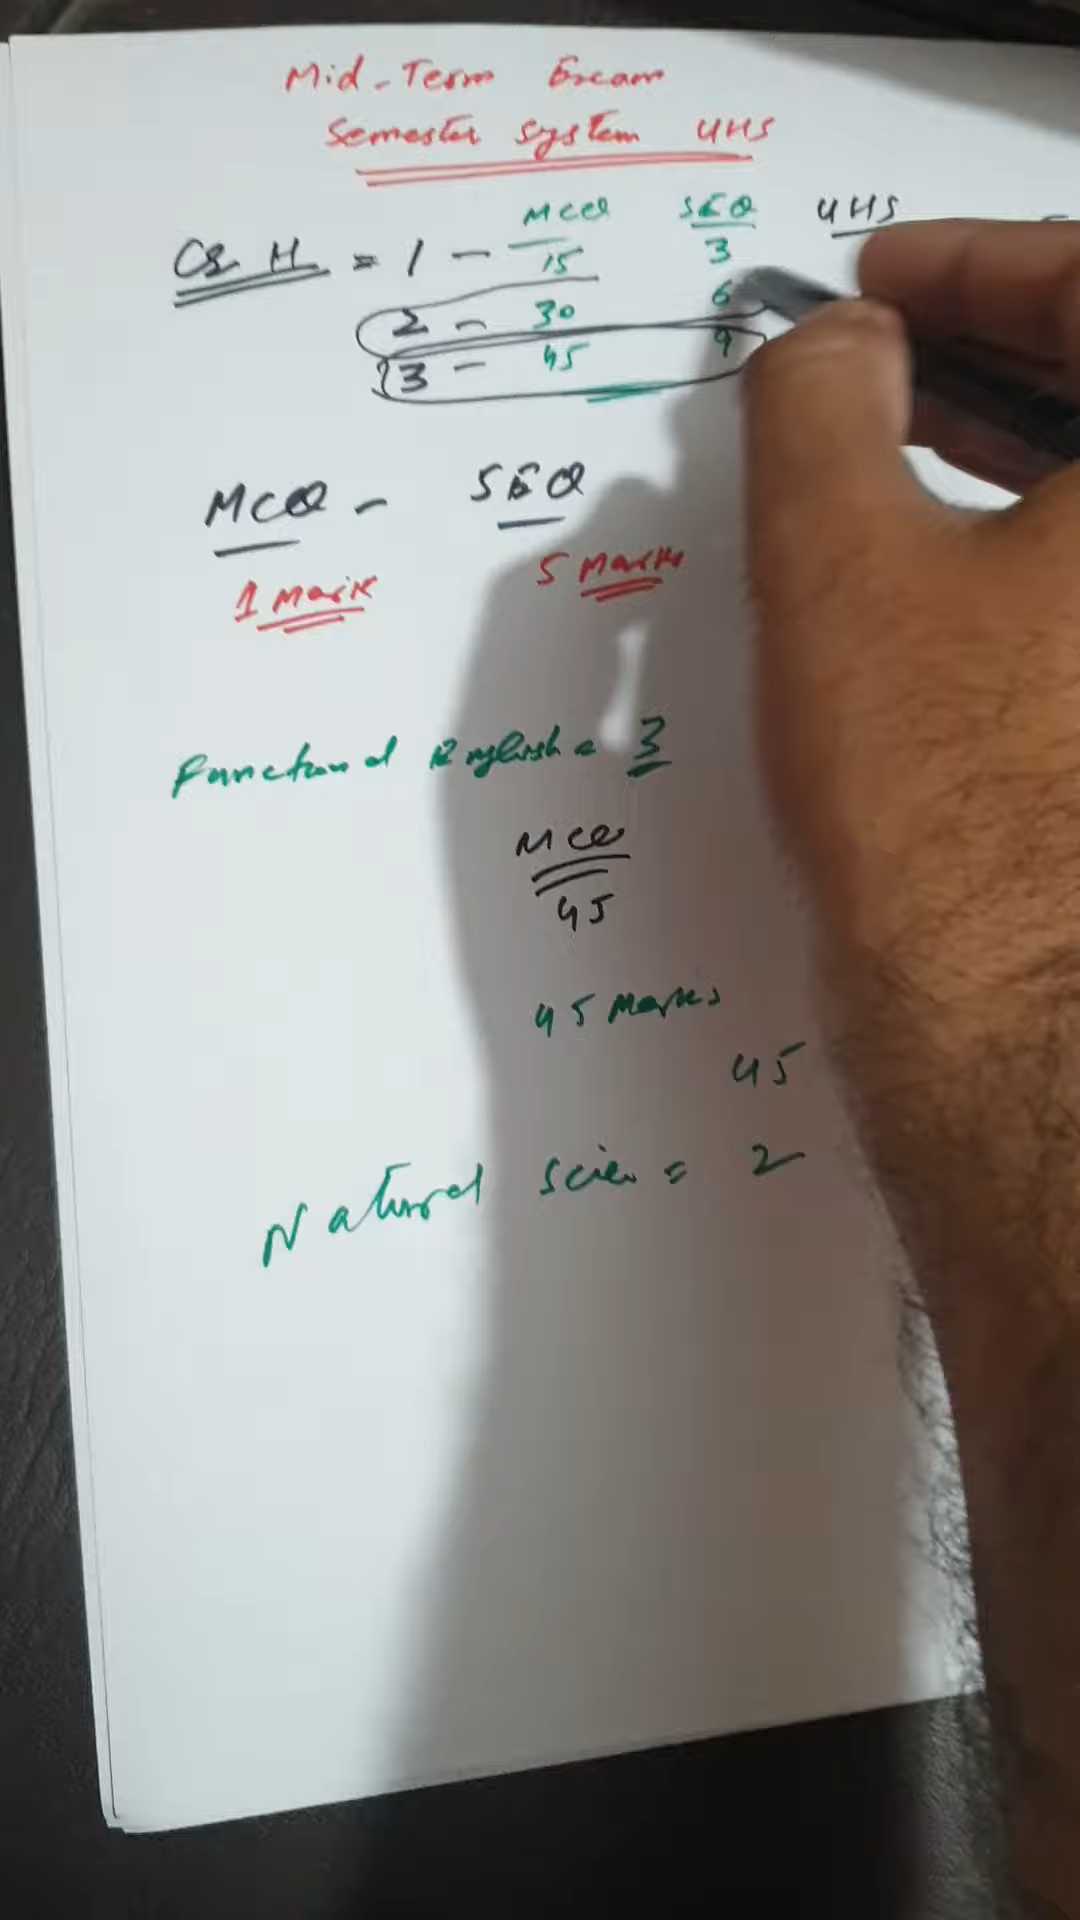 Mid-Term Exam
Semester system UHS
MCQ SEQ UHS
Cr H = 1 - 15 3
2 - 30 6
3 - 45 9
MCQ - SEQ
1 Mark 5 Marks
Functional English = 3
MCQ
45
45 Marks
45
Natural Scien = 2